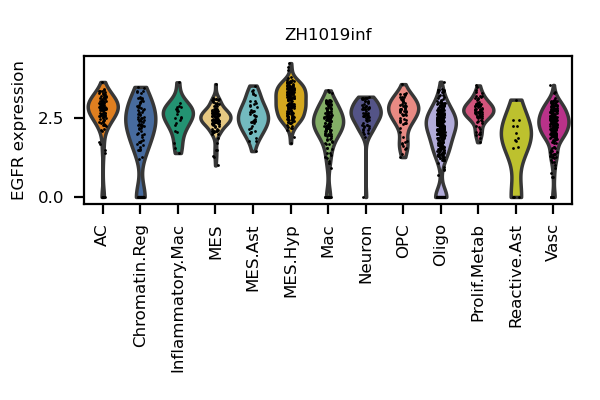 ZH1019inf
EGFR expression
2.5
0.0
AC
Chromatin.Reg
Inflammatory.Mac
MES
MES.Ast
MES.Hyp
Mac
Neuron
OPC
Oligo
Prolif.Metab
Reactive.Ast
Vasc